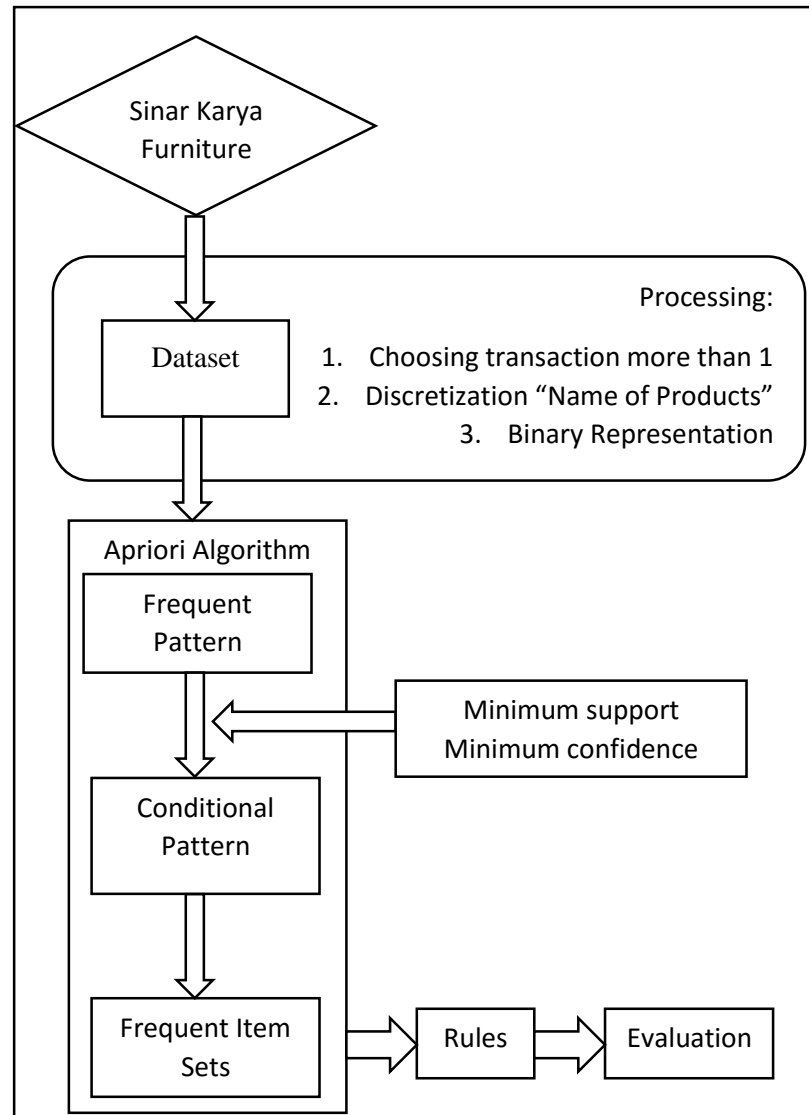 Sinar Karya
Furniture
Processing:
Dataset
1. Choosing transaction more than 1
2. Discretization “Name of Products”
3. Binary Representation
Apriori Algorithm
Frequent
Pattern
Minimum support
Minimum confidence
Conditional
Pattern
Frequent Item
Sets
Rules
Evaluation